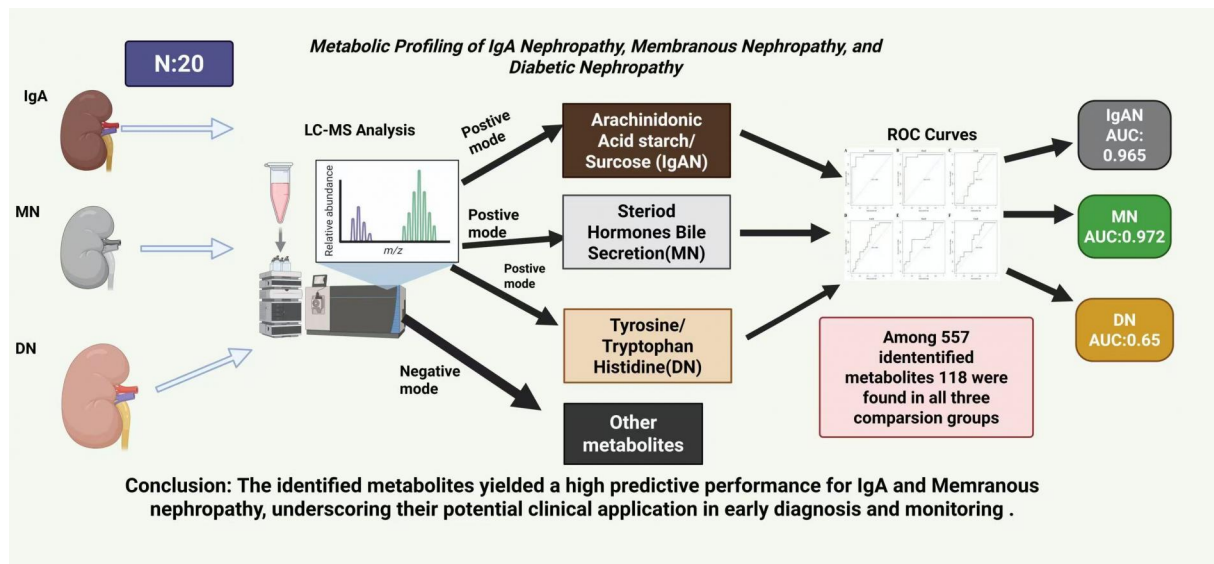 Metabolic Profiling of IgA Nephropathy, Membranous Nephropathy, and
Diabetic Nephropathy
N:20
IgA
MN
DN
LC-MS Analysis
Relative abundance
m/z
Postive
mode
Postive
mode
Postive
mode
Negative
mode
Arachinidonic
Acid starch/
Surcose (IgAN)
Steriod
Hormones Bile
Secretion(MN)
Tyrosine/
Tryptophan
Histidine(DN)
Other
metabolites
ROC Curves
A
B
C
D
E
F
IgAN
AUC:
0.965
MN
AUC:0.972
DN
AUC:0.65
Among 557
idententified
metabolites 118 were
found in all three
comparsion groups
Conclusion: The identified metabolites yielded a high predictive performance for IgA and Memranous
nephropathy, underscoring their potential clinical application in early diagnosis and monitoring .